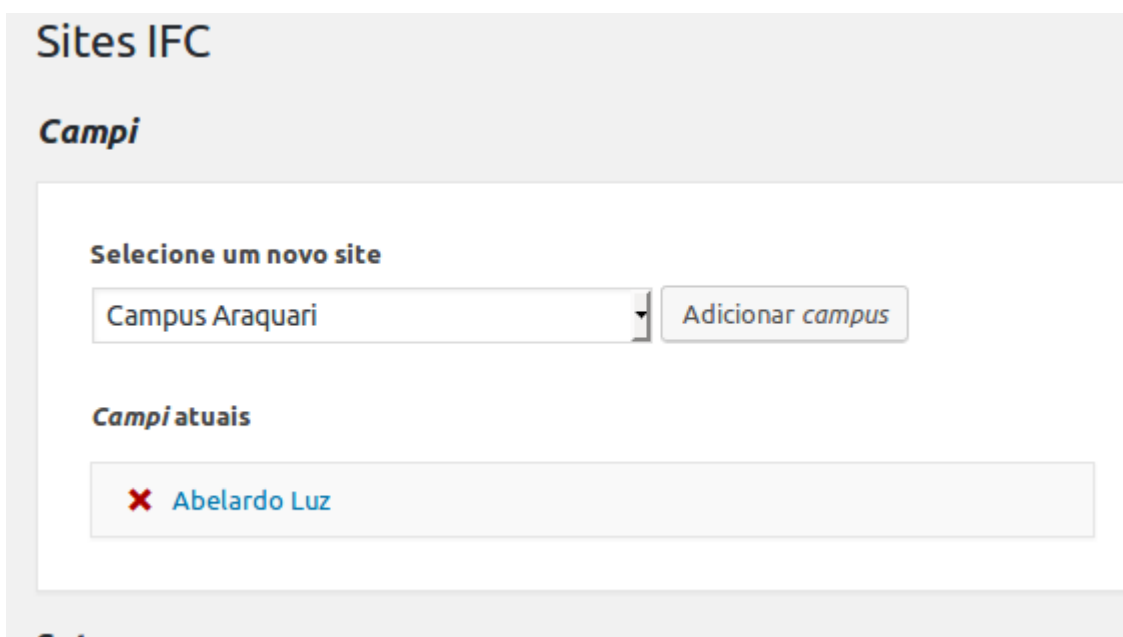 Sites IFC
Campi
Selecione um novo site
Campus Araquari
Adicionar campus
Campi atuais
Abelardo Luz